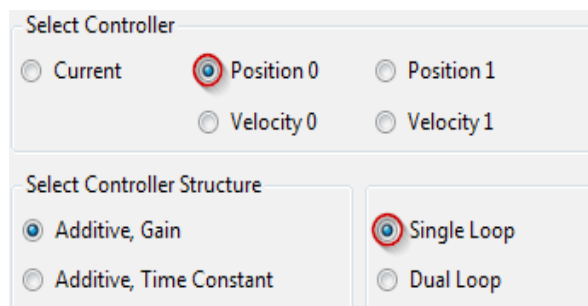 Select Controller
Current Position 0 Position 1
Velocity 0 Velocity 1
Select Controller Structure
Additive, Gain Single Loop
Additive, Time Constant Dual Loop